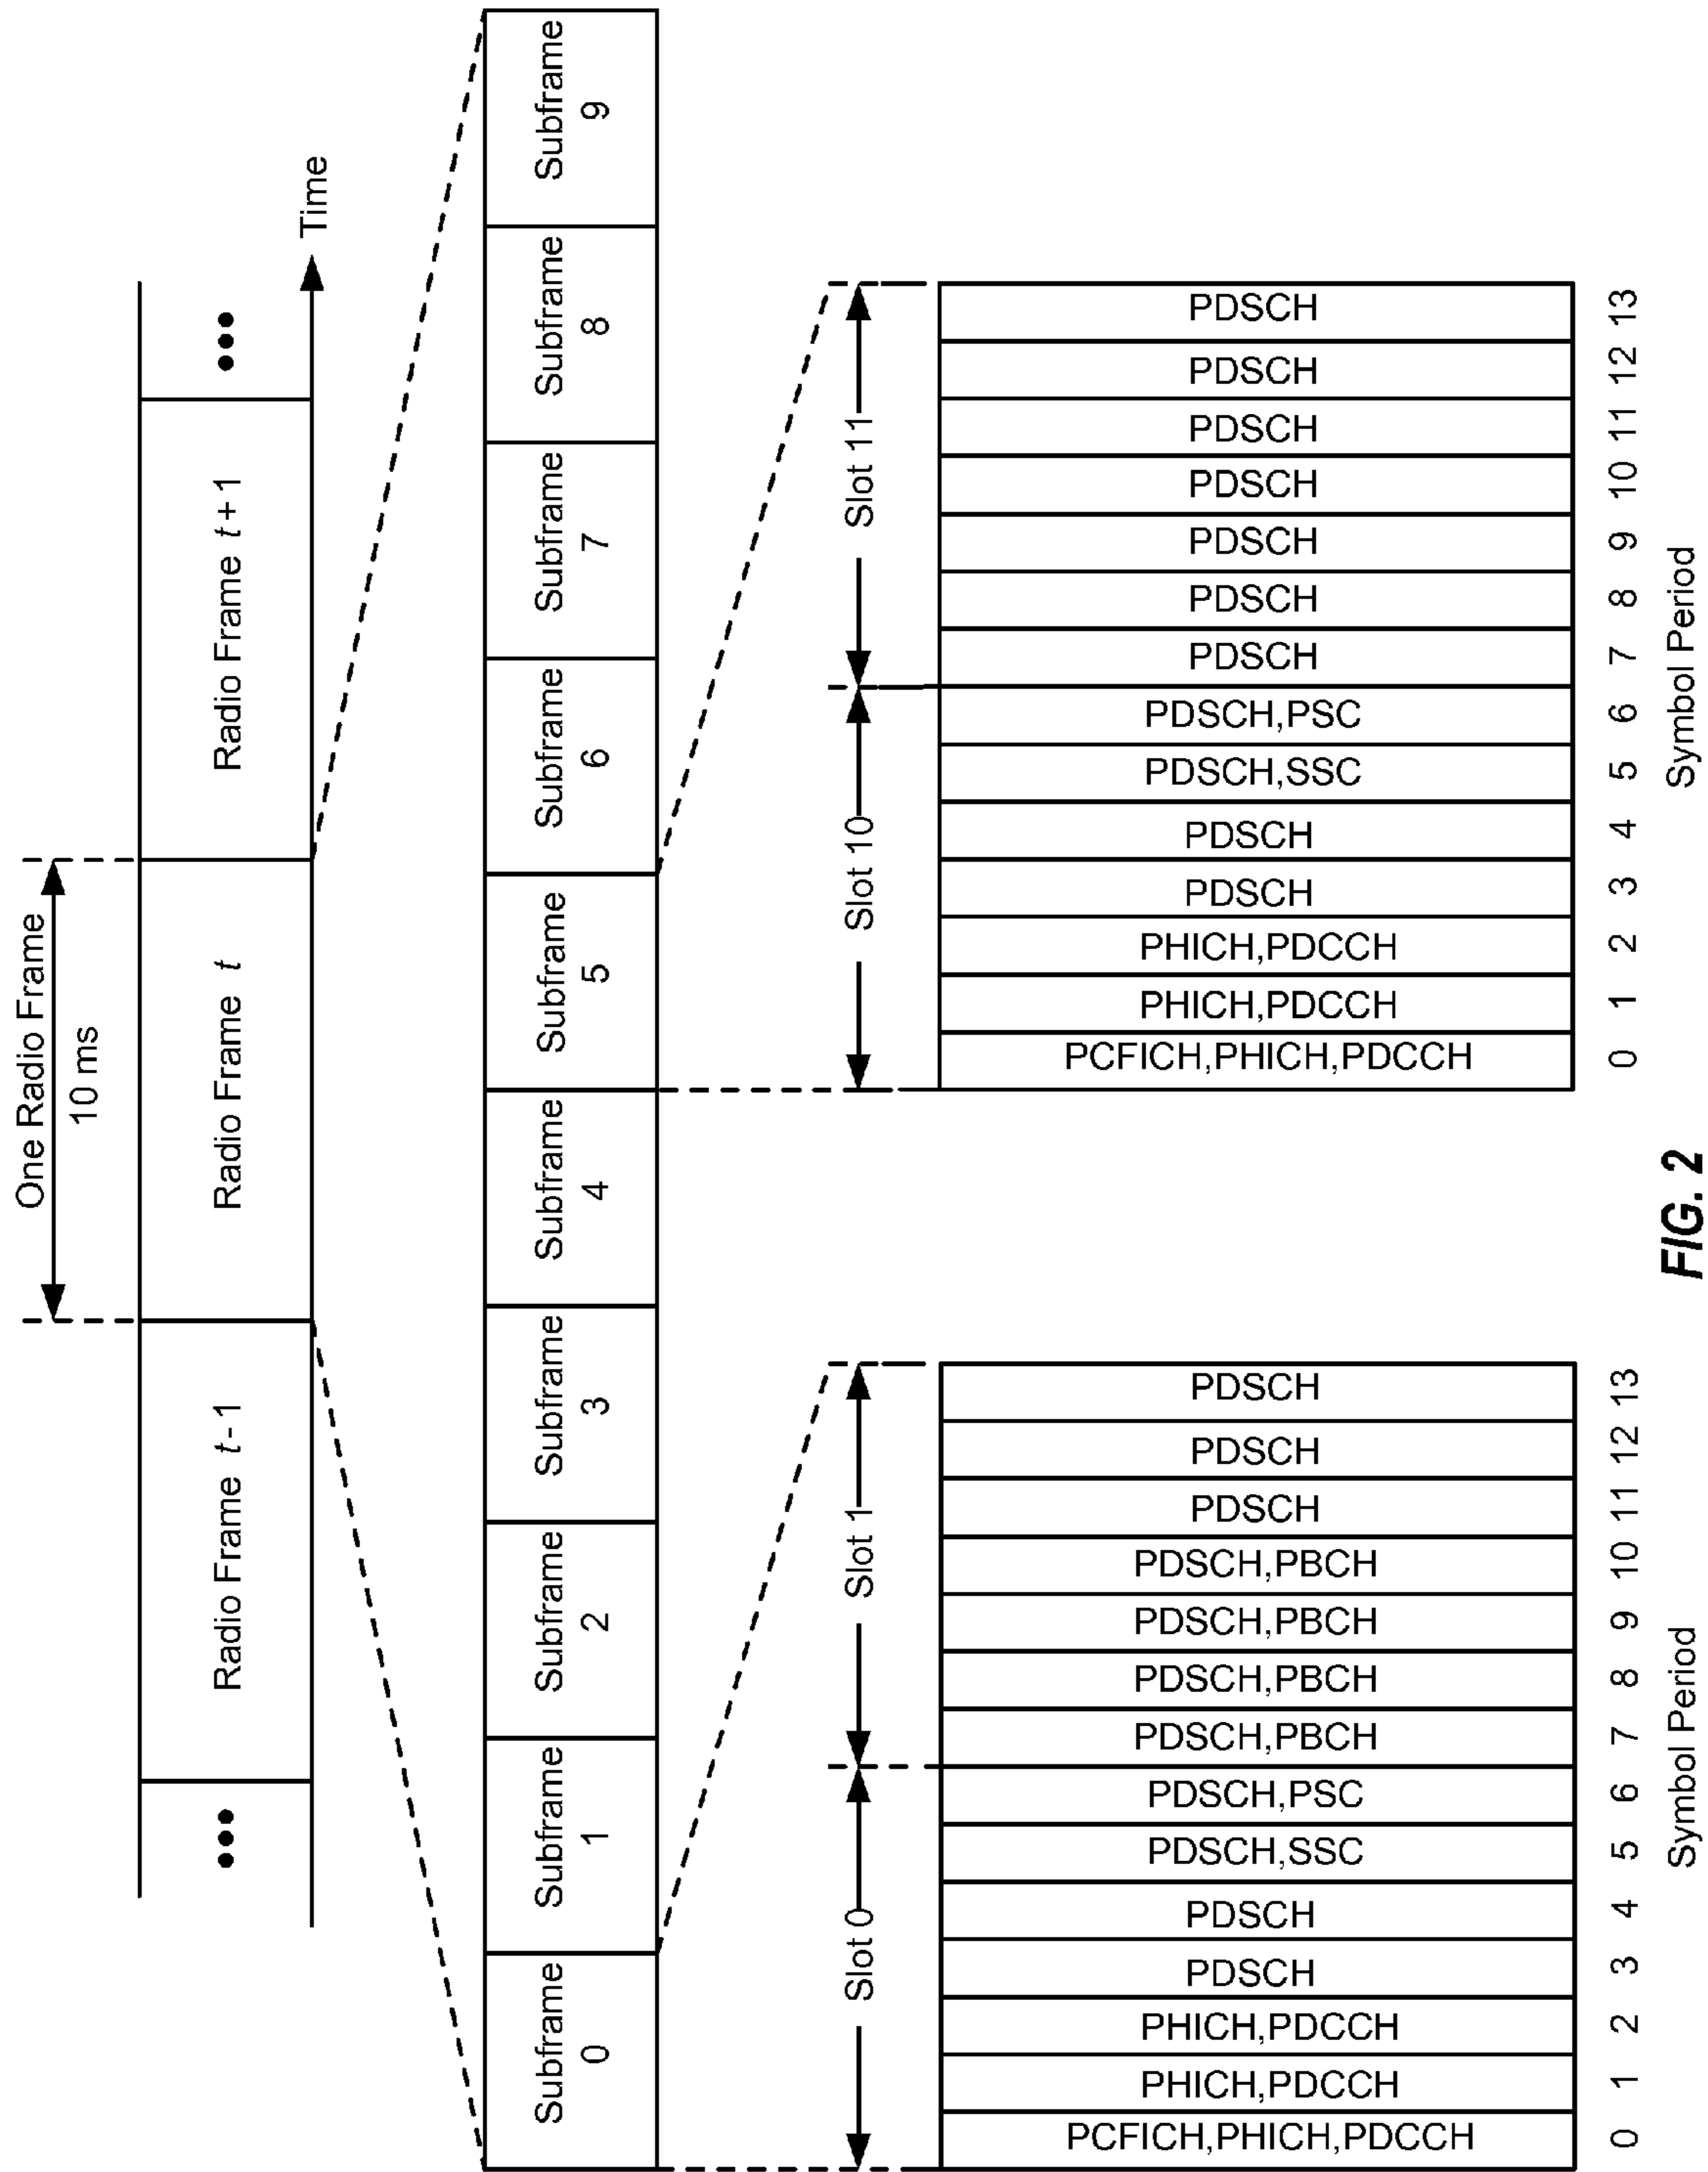 One Radio Frame
10 ms
••• Radio Frame t-1 Radio Frame t Radio Frame t+1 •••
Time
Subframe 0
Subframe 1
Subframe 2
Subframe 3
Subframe 4
Subframe 5
Subframe 6
Subframe 7
Subframe 8
Subframe 9
Slot 0
Slot 1
PCFICH,PHICH,PDCCH
PHICH,PDCCH
PHICH,PDCCH
PDSCH
PDSCH
PDSCH,SSC
PDSCH,PSC
PDSCH,PBCH
PDSCH,PBCH
PDSCH,PBCH
PDSCH,PBCH
PDSCH
PDSCH
PDSCH
0 1 2 3 4 5 6 7 8 9 10 11 12 13
Symbol Period
Slot 10
Slot 11
PCFICH,PHICH,PDCCH
PHICH,PDCCH
PHICH,PDCCH
PDSCH
PDSCH
PDSCH,SSC
PDSCH,PSC
PDSCH
PDSCH
PDSCH
PDSCH
PDSCH
PDSCH
PDSCH
0 1 2 3 4 5 6 7 8 9 10 11 12 13
Symbol Period
FIG. 2